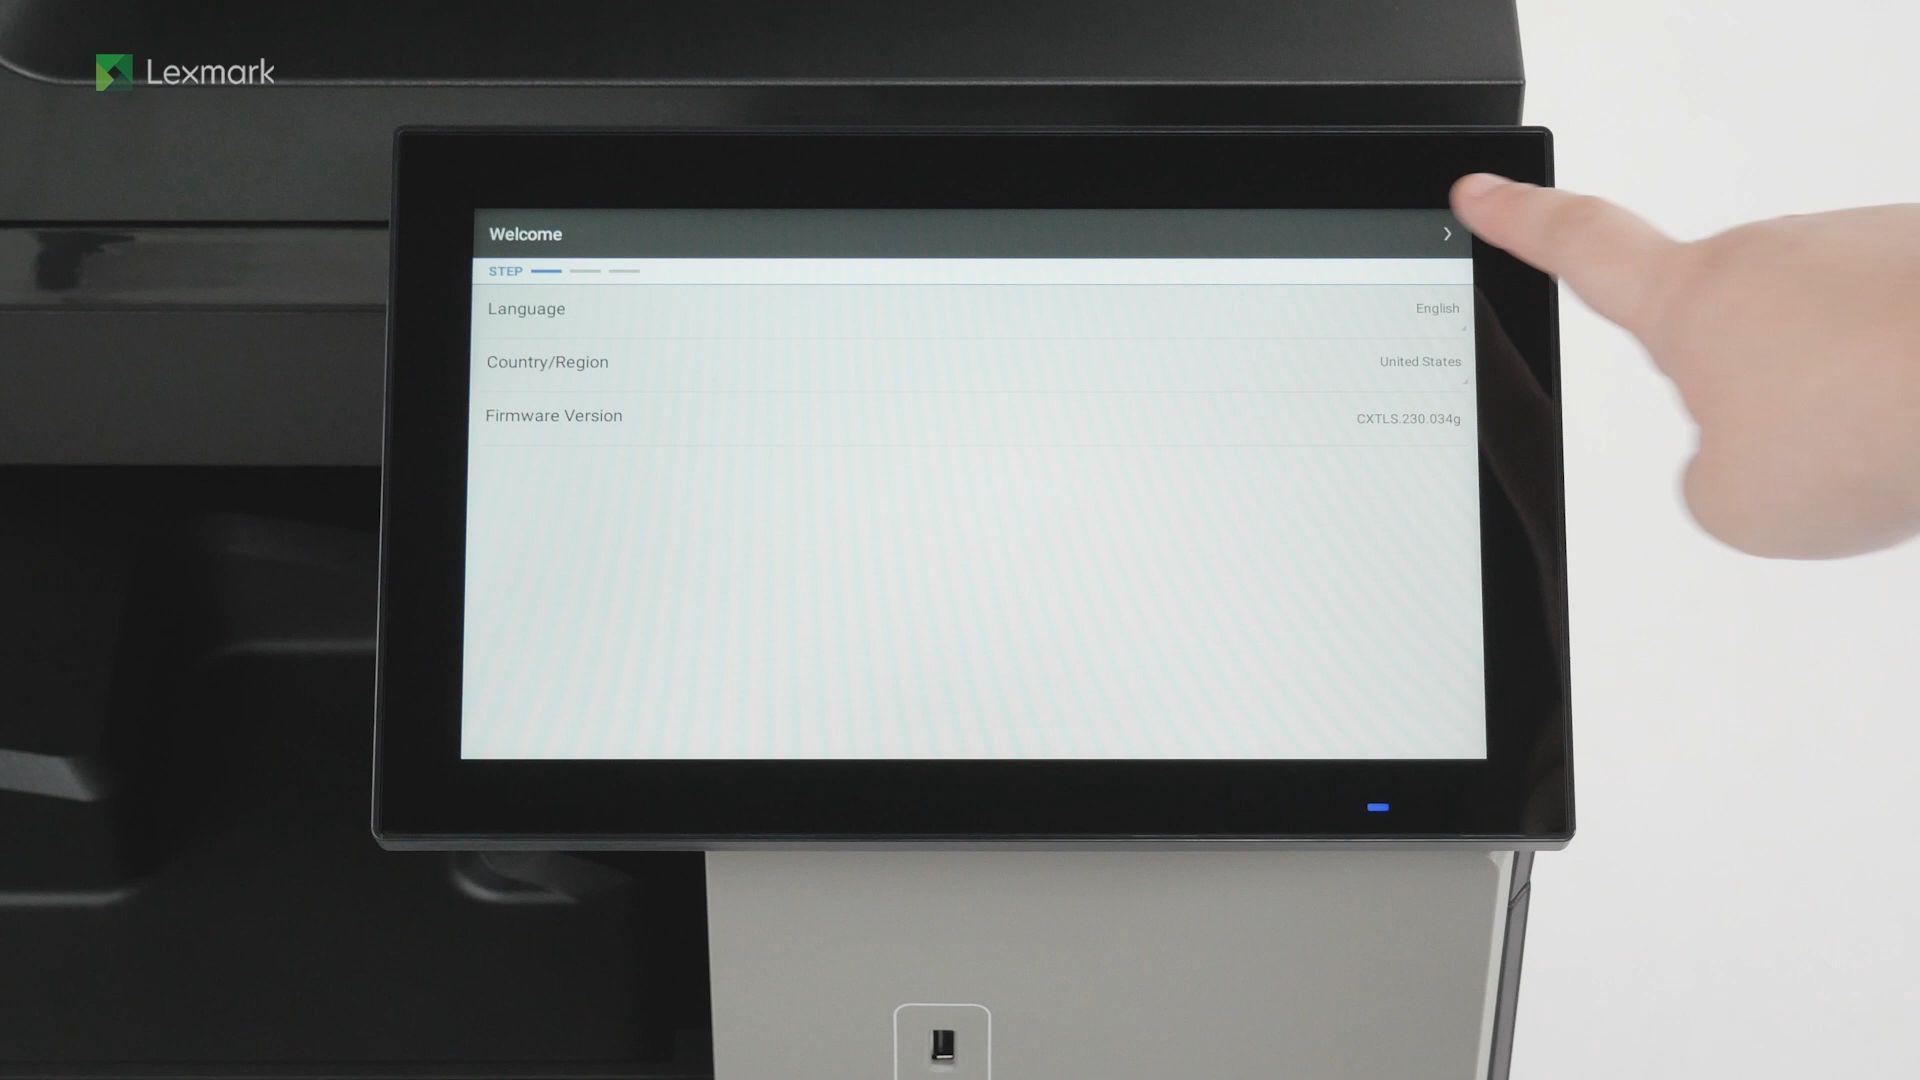 Lexmark
Welcome
STEP
Language English
Country/Region United States
Firmware Version CXTLS.230.034g